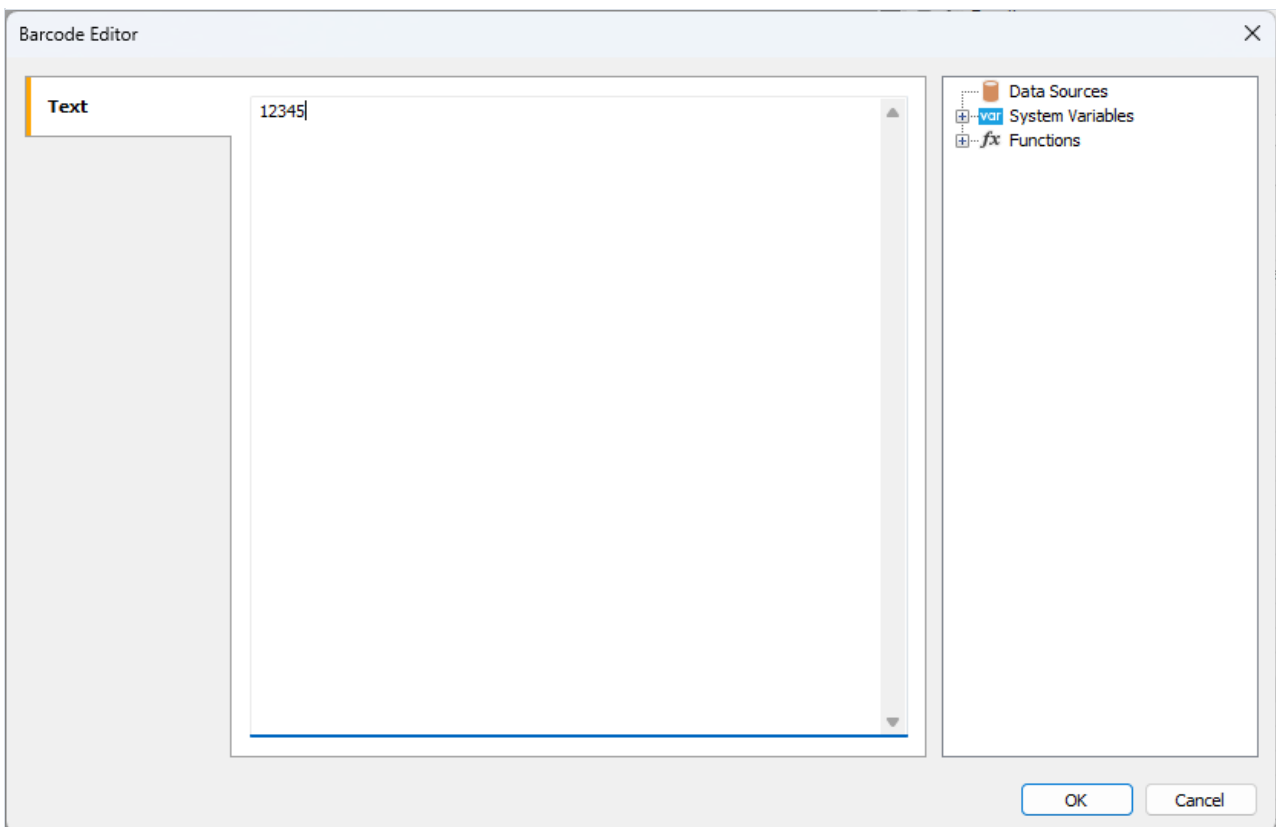 Barcode Editor
Text
12345
Data Sources
var System Variables
fx Functions
OK
Cancel